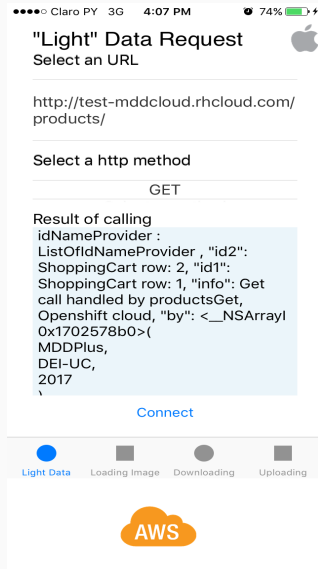 Claro PY 3G 4:07 PM 74%
"Light" Data Request
Select an URL
http://test-mddcloud.rhcloud.com/
products/
Select a http method
GET
Result of calling
idNameProvider :
ListOfIdNameProvider , "id2":
ShoppingCart row: 2, "id1":
ShoppingCart row: 1, "info": Get
call handled by productsGet,
Openshift cloud, "by": <__NSArrayI
0x1702578b0>(
MDDPlus,
DEI-UC,
2017
)
Connect
Light Data Loading Image Downloading Uploading
AWS